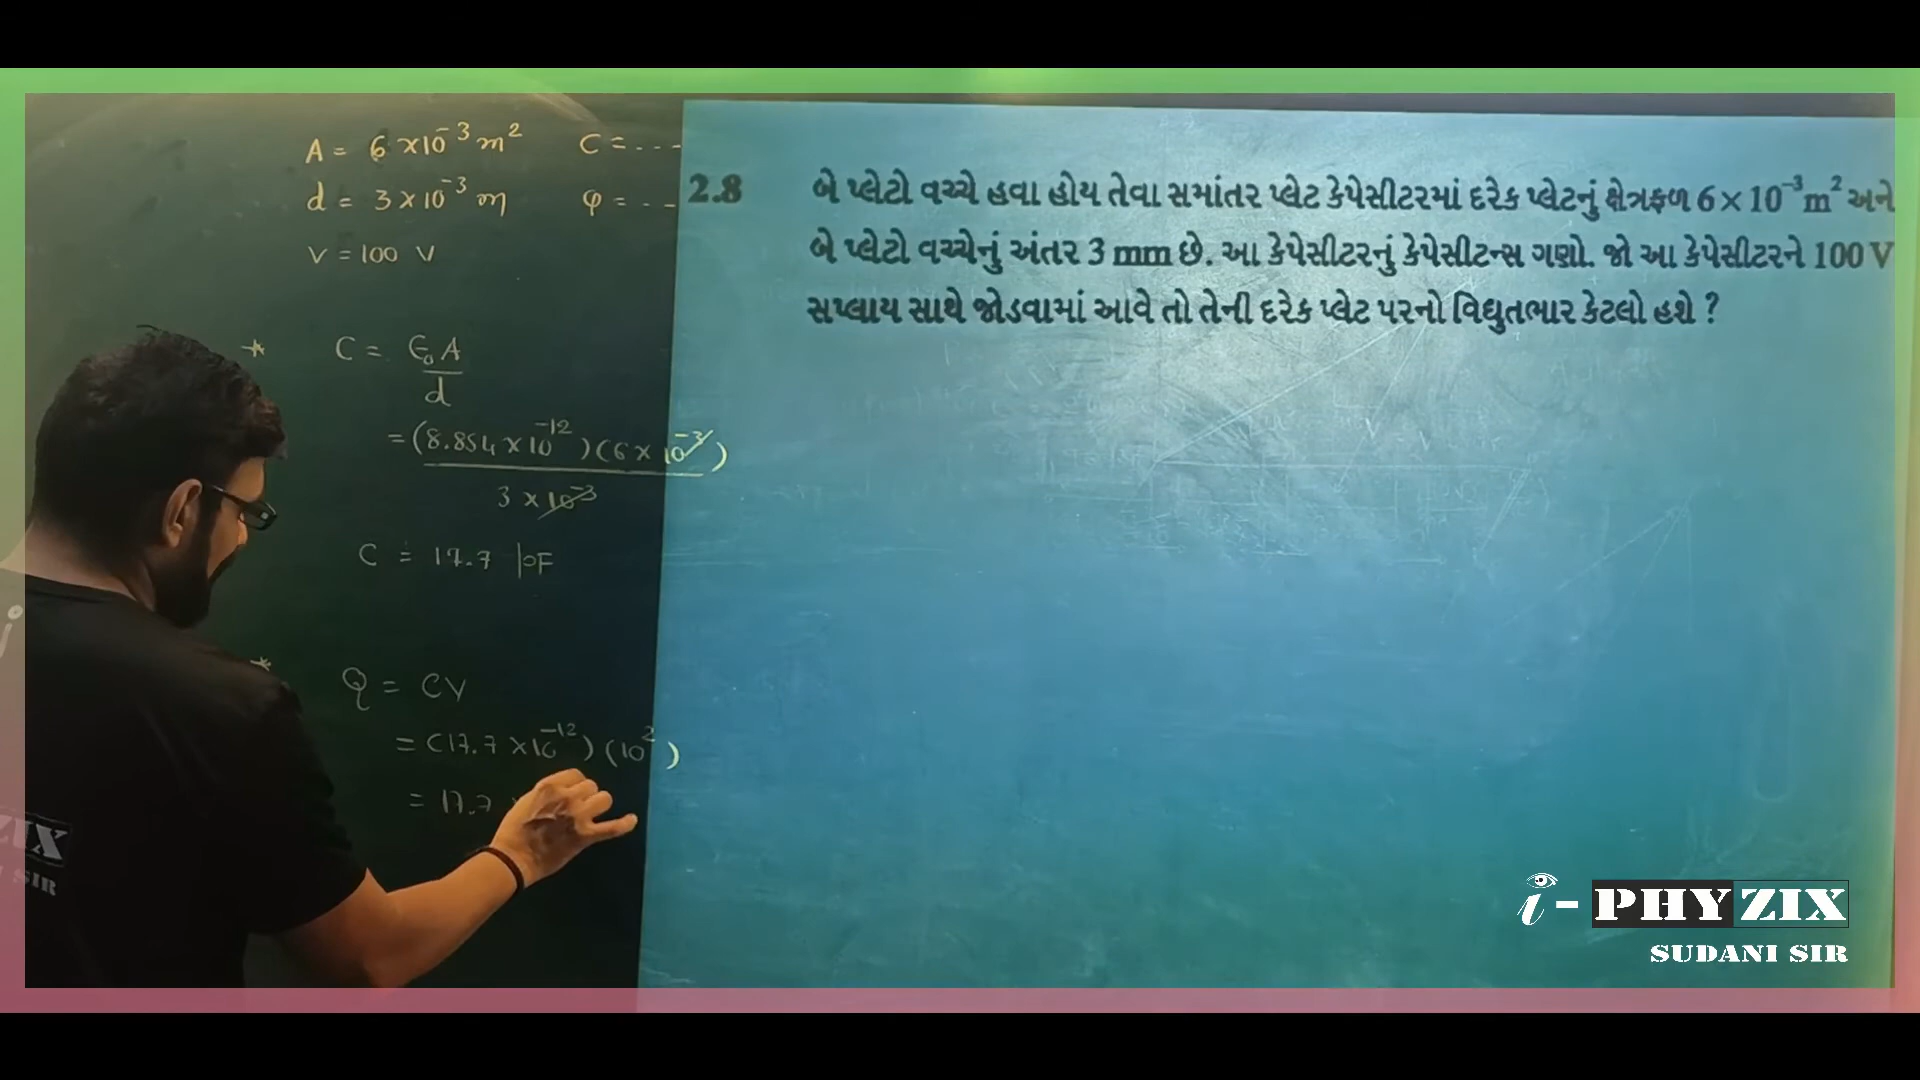 A = 6 × 10⁻³ m² C = ...
d = 3 × 10⁻³ m φ = ...
V = 100 V
* C = ϵ₀A
d
= (8.854 × 10⁻¹²) (6 × 10⁻³)
3 × 10⁻³
C = 17.7 pF
* Q = CV
= (17.7 × 10⁻¹²) (10²)
= 17.7
2.8 બે પ્લેટો વચ્ચે હવા હોય તેવા સમાંતર પ્લેટ કેપેસીટરમાં દરેક પ્લેટનું ક્ષેત્રફળ 6 × 10⁻³ m² અને
બે પ્લેટો વચ્ચેનું અંતર 3 mm છે. આ કેપેસીટરનું કેપેસીટન્સ ગણો. જો આ કેપેસીટરને 100 V
સપ્લાય સાથે જોડવામાં આવે તો તેની દરેક પ્લેટ પરનો વિદ્યુતભાર કેટલો હશે ?
i-PHYZIX
SUDANI SIR
ZIX
SIR